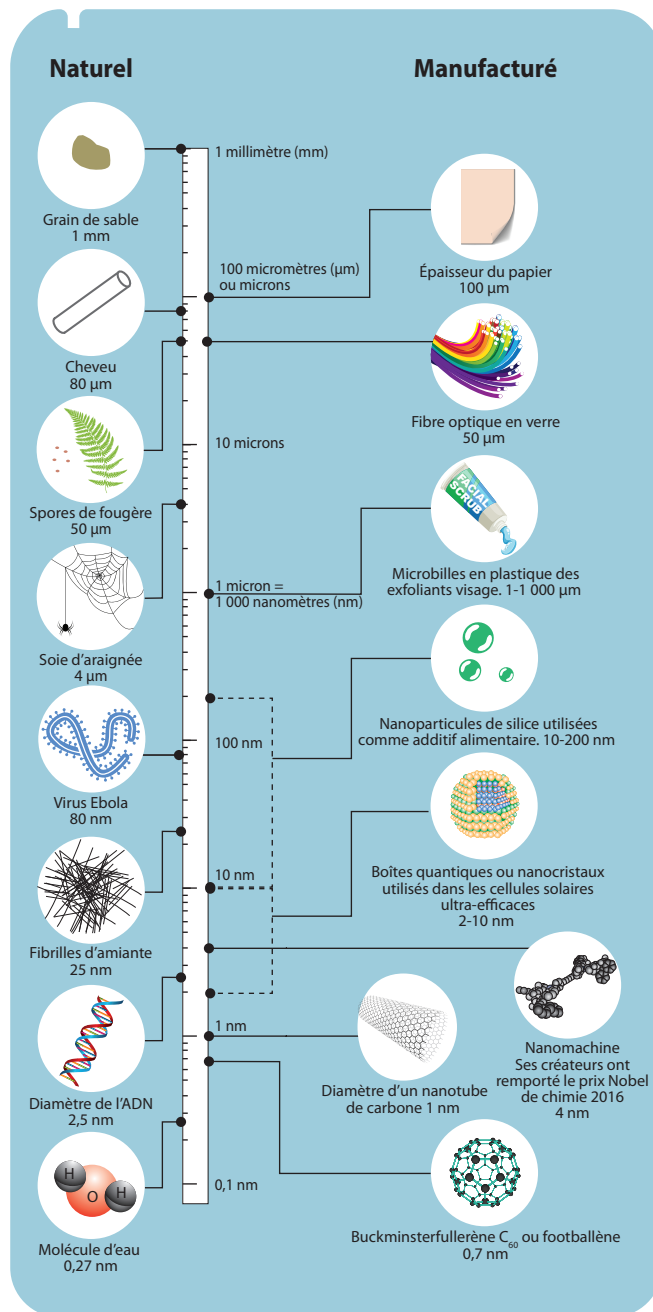 Naturel
Manufacturé
1 millimètre (mm)
Grain de sable
1 mm
100 micromètres (µm)
ou microns
Épaisseur du papier
100 µm
Cheveu
80 µm
Fibre optique en verre
50 µm
10 microns
Spores de fougère
50 µm
FACIAL
SCRUB
Microbilles en plastique des
exfoliants visage. 1-1 000 µm
1 micron =
1 000 nanomètres (nm)
Soie d’araignée
4 µm
Nanoparticules de silice utilisées
comme additif alimentaire. 10-200 nm
100 nm
Virus Ebola
80 nm
Boîtes quantiques ou nanocristaux
utilisés dans les cellules solaires
ultra-efficaces
2-10 nm
10 nm
Fibrilles d’amiante
25 nm
Nanomachine
Ses créateurs ont
remporté le prix Nobel
de chimie 2016
4 nm
1 nm
Diamètre d’un nanotube
de carbone 1 nm
Diamètre de l’ADN
2,5 nm
H
O
H
0,1 nm
Molécule d’eau
0,27 nm
Buckminsterfullerène C60 ou footballène
0,7 nm